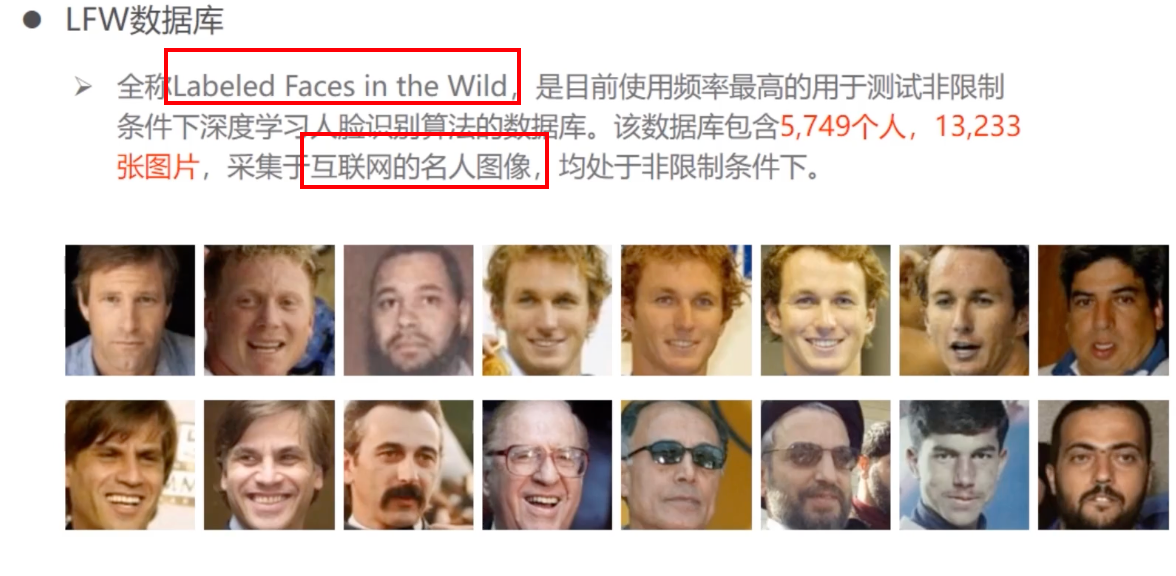 LFW数据库
全称Labeled Faces in the Wild，是目前使用频率最高的用于测试非限制
条件下深度学习人脸识别算法的数据库。该数据库包含5,749个人，13,233
张图片，采集于互联网的名人图像，均处于非限制条件下。